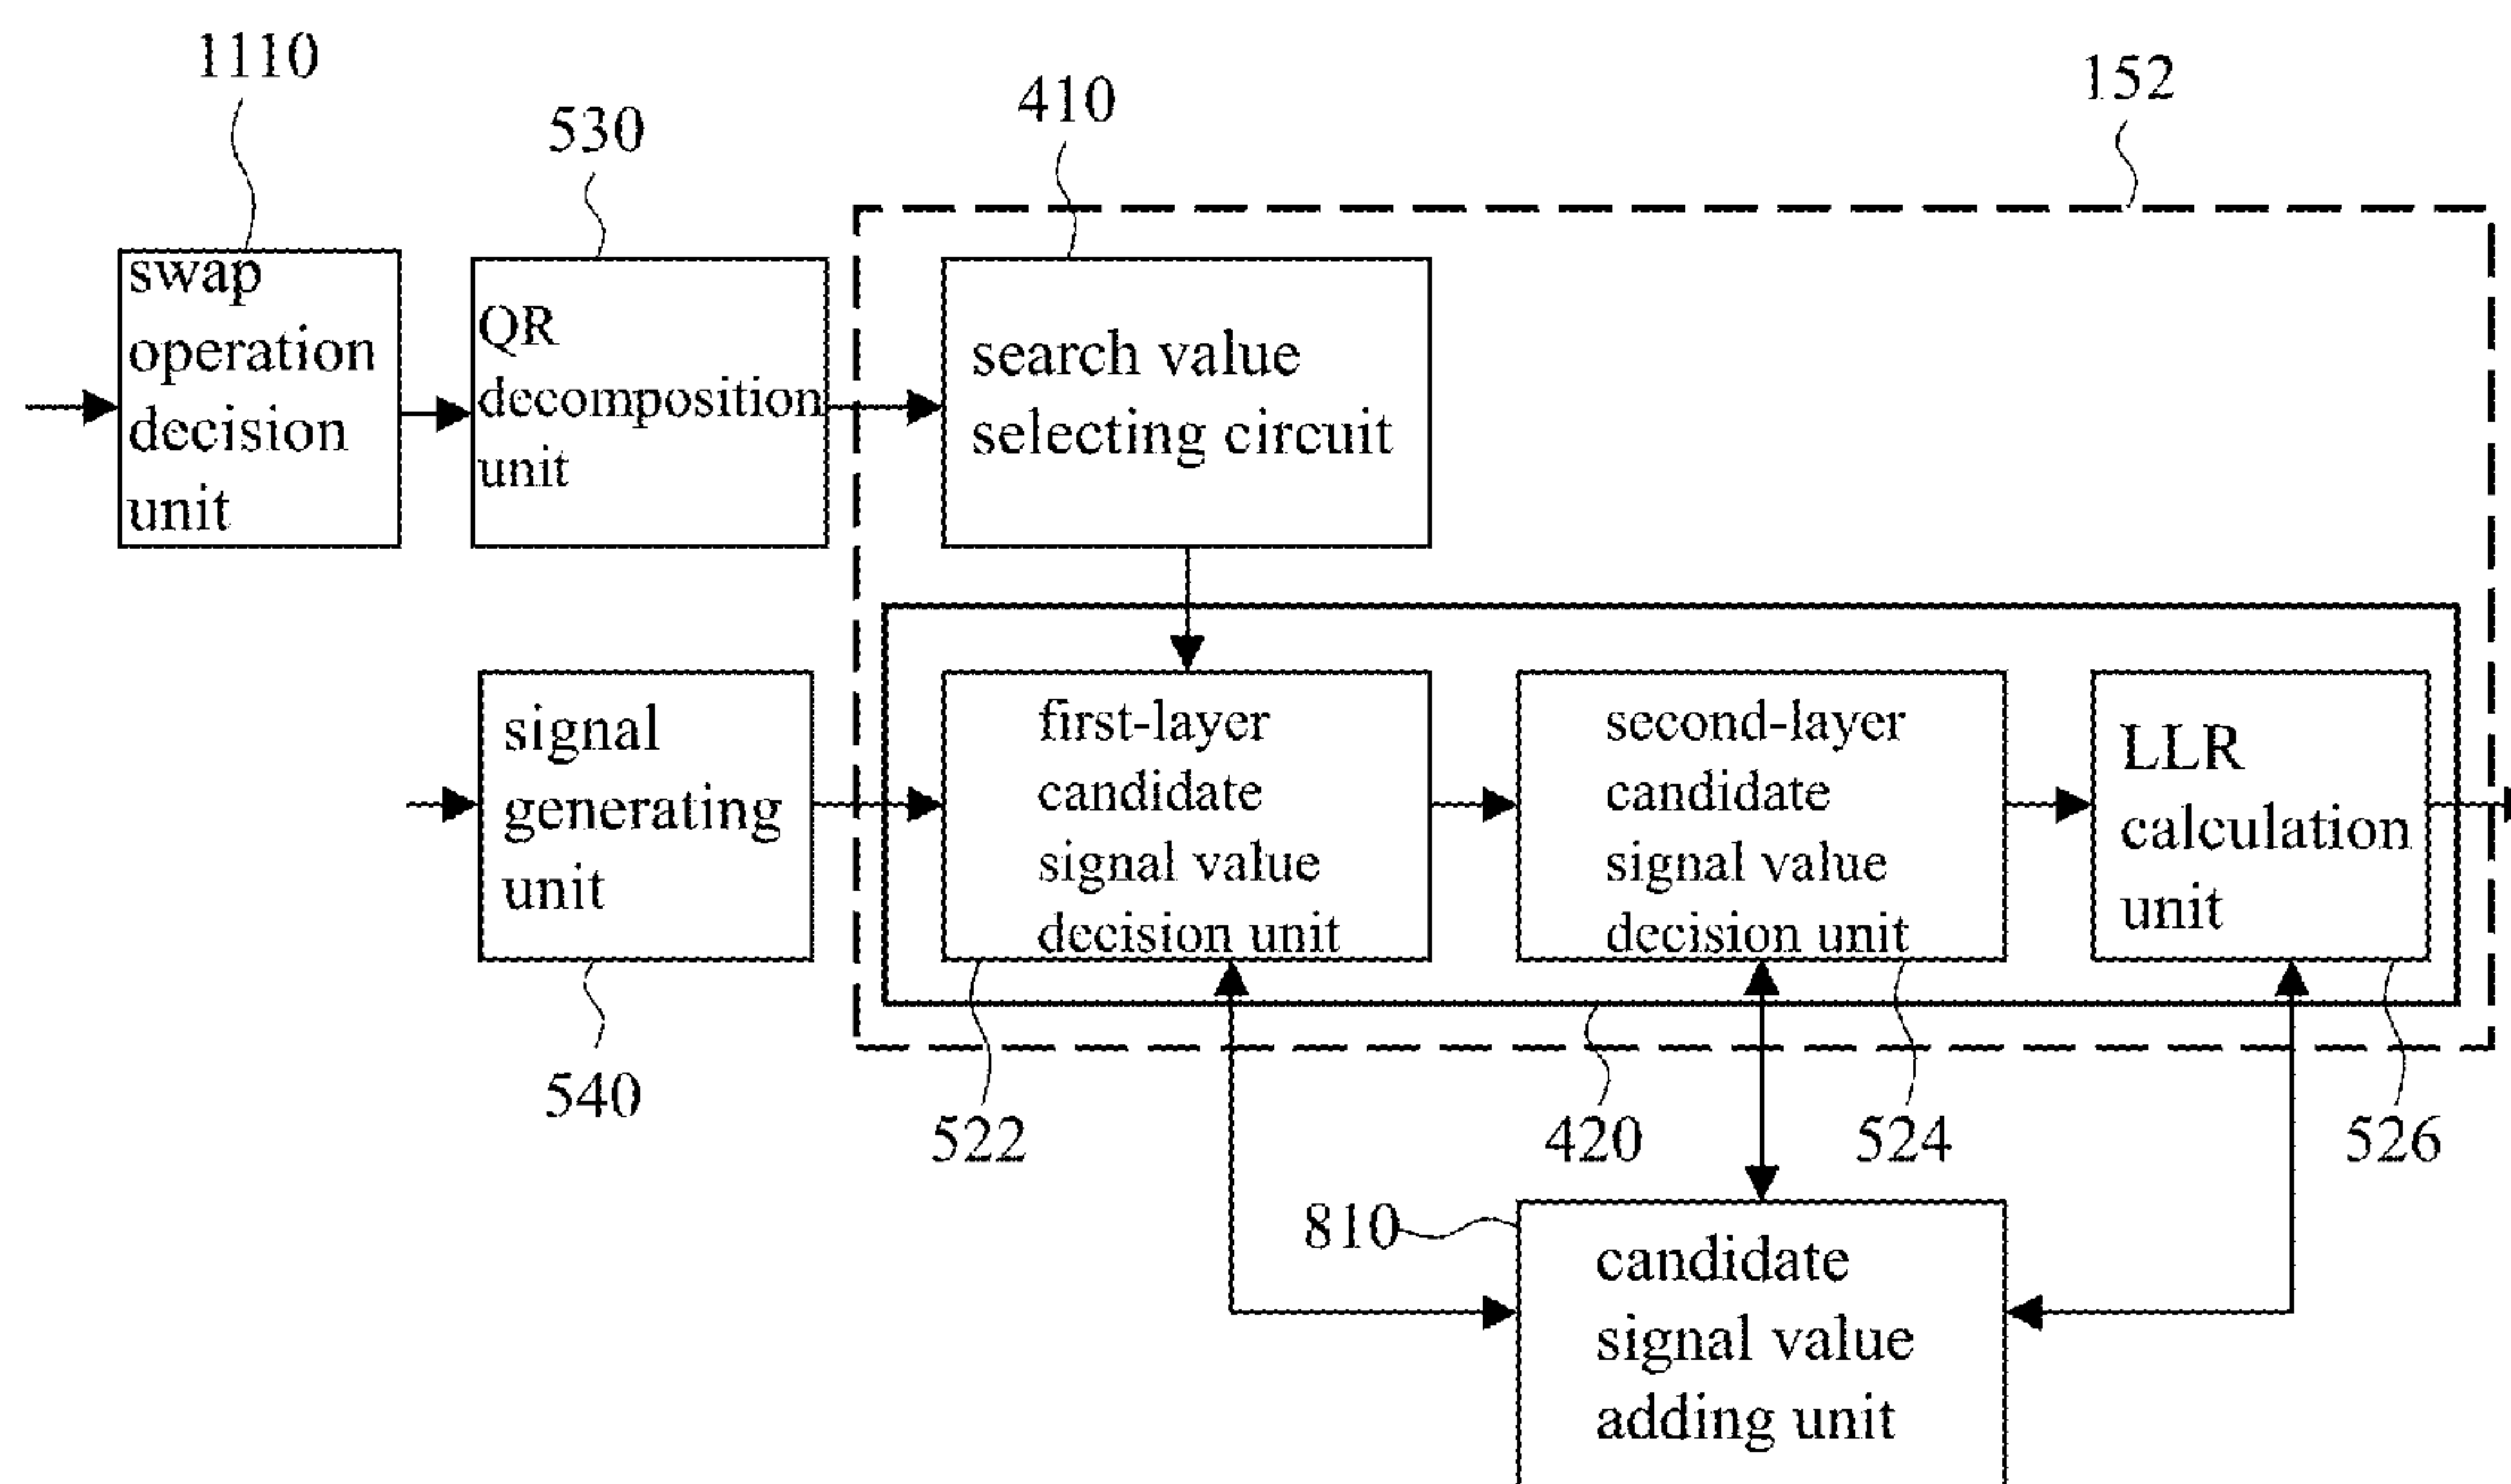 1110
530
410
152
swap
operation
decision
unit
QR
decomposition
unit
search value
selecting circuit
signal
generating
unit
first-layer
candidate
signal value
decision unit
second-layer
candidate
signal value
decision unit
LLR
calculation
unit
540
522
420
524
526
810
candidate
signal value
adding unit